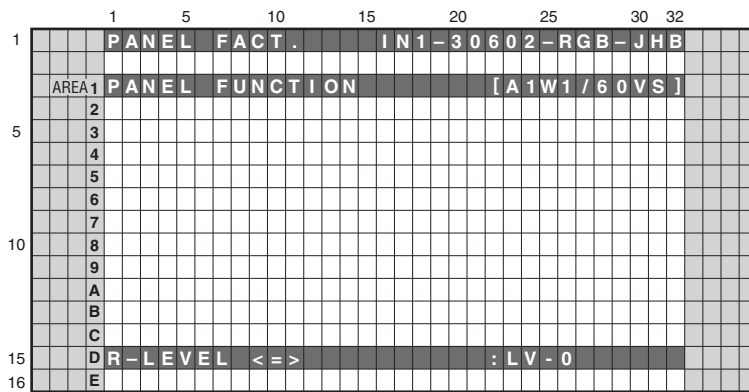 1 5 10 15 20 25 30 32
1 PANEL FACT. IN1–30602–RGB–JHB
AREA 1 PANEL FUNCTION [A1W1/60VS]
2
5 3
4
5
6
7
10 8
9
A
B
C
15 D R–LEVEL <=> :LV-0
16 E